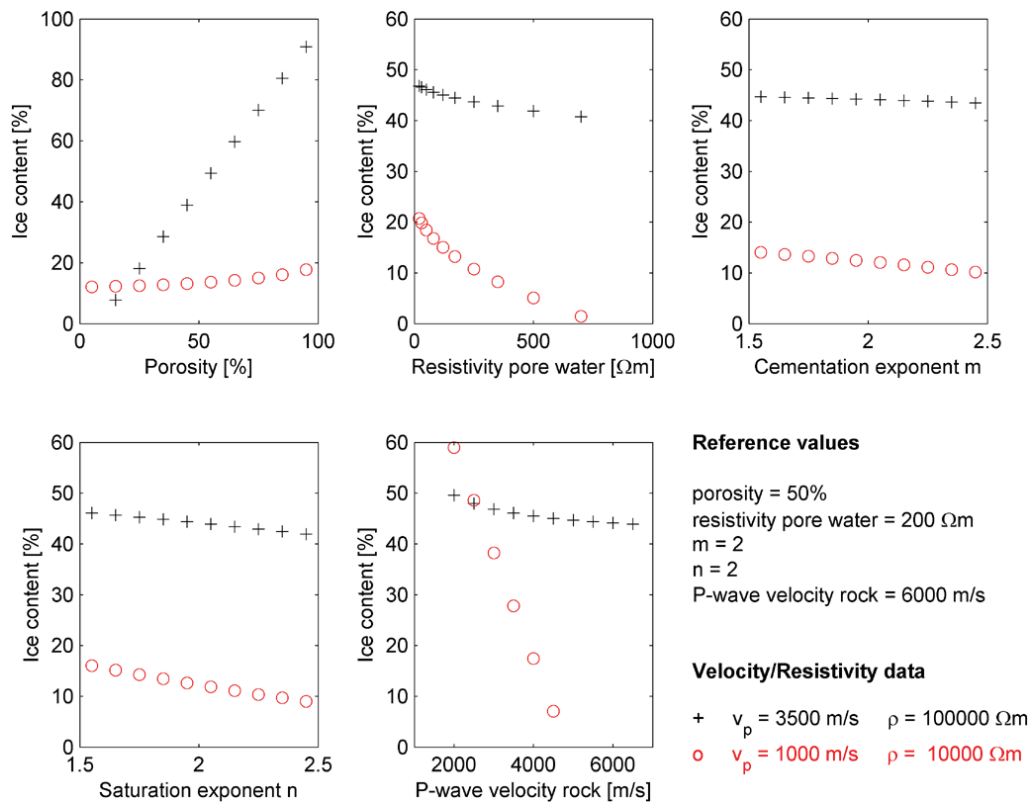 100
80
60
40
20
0
Ice content [%]
0 50 100
Porosity [%]
60
50
40
30
20
10
0
Ice content [%]
0 500 1000
Resistivity pore water [Ωm]
60
50
40
30
20
10
0
Ice content [%]
1.5 2 2.5
Cementation exponent m
60
50
40
30
20
10
0
Ice content [%]
1.5 2 2.5
Saturation exponent n
60
50
40
30
20
10
0
Ice content [%]
2000 4000 6000
P-wave velocity rock [m/s]
Reference values
porosity = 50%
resistivity pore water = 200 Ωm
m = 2
n = 2
P-wave velocity rock = 6000 m/s
Velocity/Resistivity data
+ vp = 3500 m/s ρ = 100000 Ωm
o vp = 1000 m/s ρ = 10000 Ωm